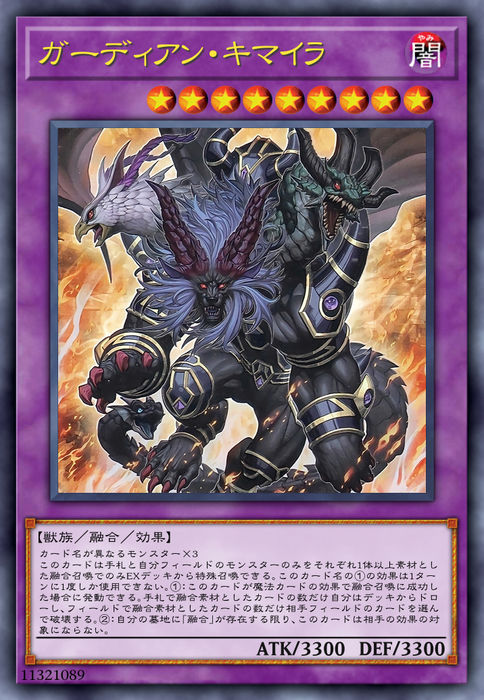 ガーディアン・キマイラ
やみ
闇
【獣族／融合／効果】
カード名が異なるモンスター×3
このカードは手札と自分フィールドのモンスターのみをそれぞれ1体以上素材とし
た融合召喚でのみEXデッキから特殊召喚できる。このカード名の①の効果は1ター
ンに1度しか使用できない。①：このカードが魔法カードの効果で融合召喚に成功し
た場合に発動できる。手札で融合素材としたカードの数だけ自分はデッキからドロ
ーし、フィールドで融合素材としたカードの数だけ相手フィールドのカードを選ん
で破壊する。②：自分の墓地に「融合」が存在する限り、このカードは相手の効果の対
象にならない。
ATK/3300 DEF/3300
11321089